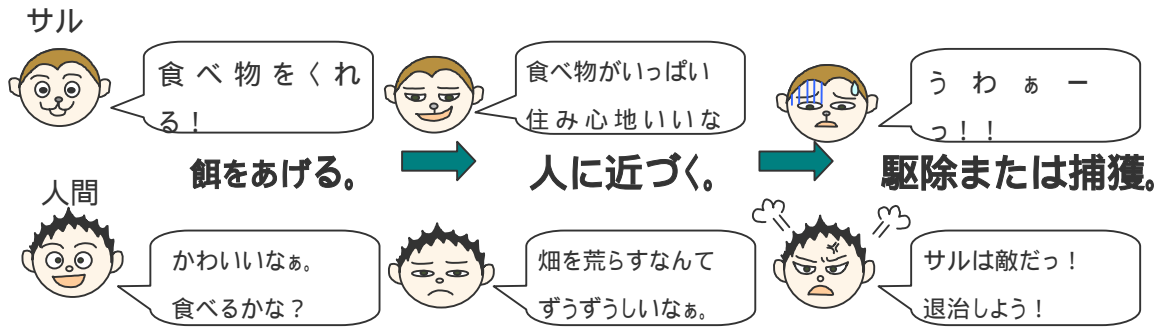 サル
食べ物をくれ
る！
食べ物がいっぱい
住み心地いいな
うわぁー
っ！！
餌をあげる。
人に近づく。
駆除または捕獲。
人間
かわいいなぁ。
食べるかな？
畑を荒らすなんて
ずうずうしいなぁ。
サルは敵だっ！
退治しよう！